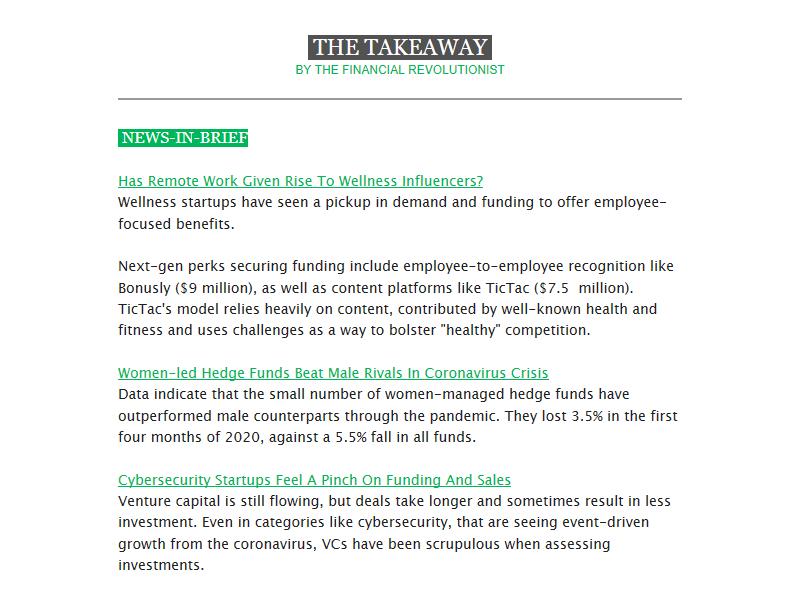 THE TAKEAWAY
BY THE FINANCIAL REVOLUTIONIST
NEWS-IN-BRIEF
Has Remote Work Given Rise To Wellness Influencers?
Wellness startups have seen a pickup in demand and funding to offer employee-
focused benefits.
Next-gen perks securing funding include employee-to-employee recognition like
Bonusly ($9 million), as well as content platforms like TicTac ($7.5  million).
TicTac's model relies heavily on content, contributed by well-known health and
fitness and uses challenges as a way to bolster "healthy" competition.
Women-led Hedge Funds Beat Male Rivals In Coronavirus Crisis
Data indicate that the small number of women-managed hedge funds have
outperformed male counterparts through the pandemic. They lost 3.5% in the first
four months of 2020, against a 5.5% fall in all funds.
Cybersecurity Startups Feel A Pinch On Funding And Sales
Venture capital is still flowing, but deals take longer and sometimes result in less
investment. Even in categories like cybersecurity, that are seeing event-driven
growth from the coronavirus, VCs have been scrupulous when assessing
investments.